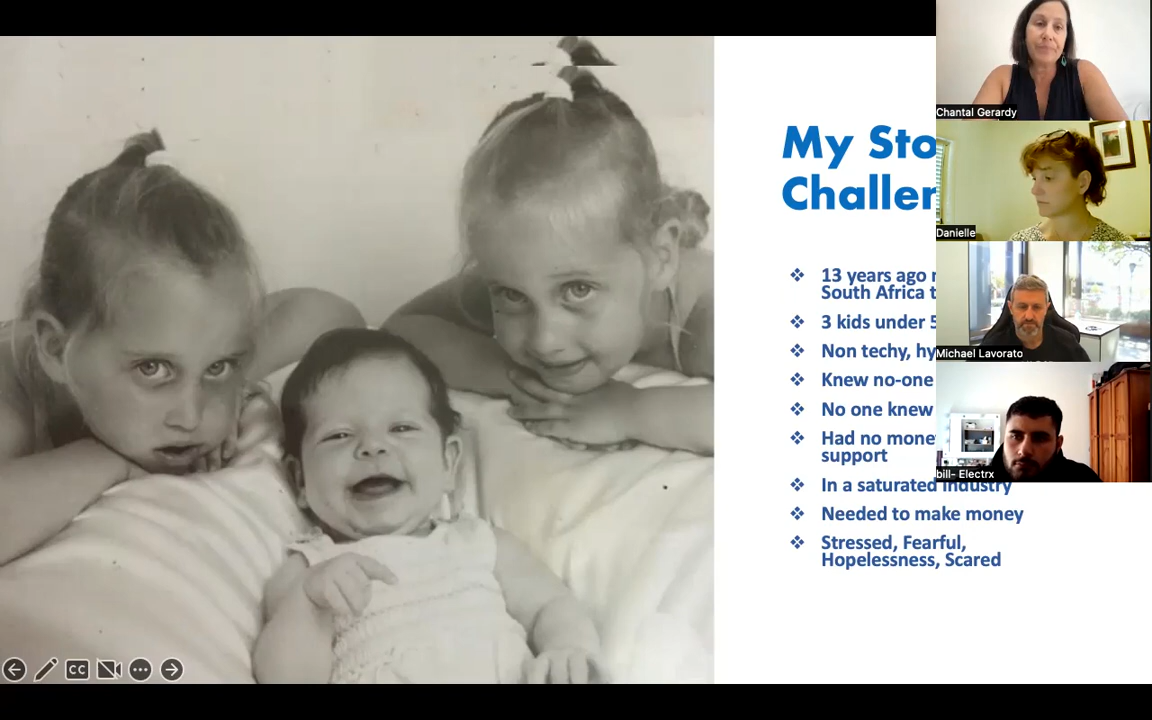 My Sto
Challen
13 years ago
South Africa t
3 kids under 5
Non techy, hy
Knew no-one
No one knew
Had no mone
support
In a saturated industry
Needed to make money
Stressed, Fearful,
Hopelessness, Scared
Chantal Gerardy
Danielle
Michael Lavorato
bill- Electrx
CC